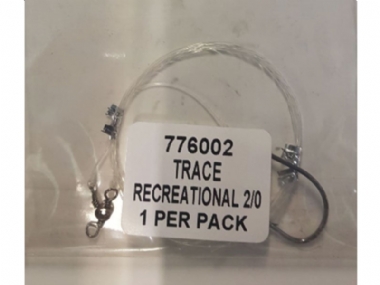 776002
TRACE
RECREATIONAL 2/0
1 PER PACK